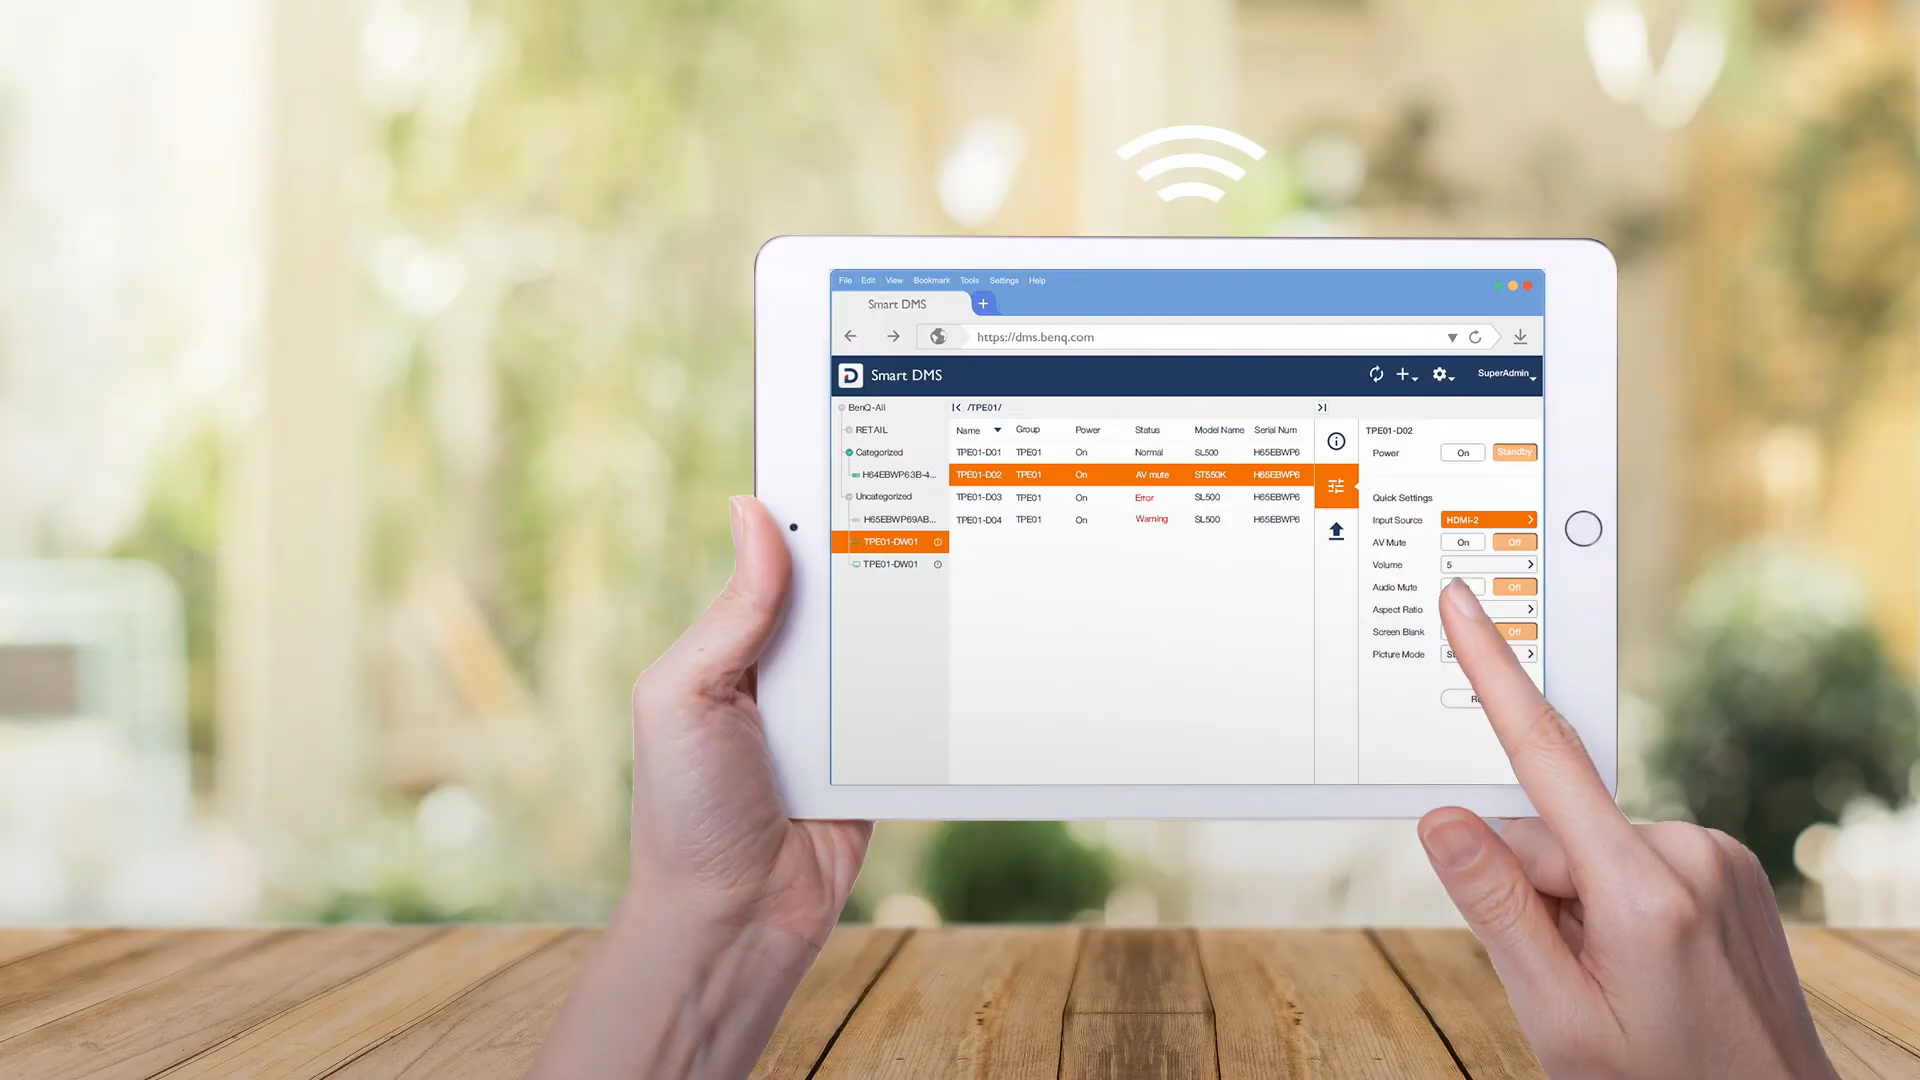 File Edit View Bookmark Tools Settings Help
Smart DMS +
https://dms.benq.com
D Smart DMS SuperAdmin
BenQ-All
RETAIL
Categorized
H64EBWP63B-4...
Uncategorized
H65EBWP69AB...
TPE01-DW01
TPE01-DW01
/TPE01/
Name Group Power Status Model Name Serial Num
TPE01-D01 TPE01 On Normal SL500 H65EBWP6
TPE01-D02 TPE01 On AV mute ST550K H65EBWP6
TPE01-D03 TPE01 On Error SL500 H65EBWP6
TPE01-D04 TPE01 On Warning SL500 H65EBWP6
TPE01-D02
Power On Standby
Quick Settings
Input Source HDMI-2
AV Mute On Off
Volume 5
Audio Mute Off
Aspect Ratio
Screen Blank Off
Picture Mode